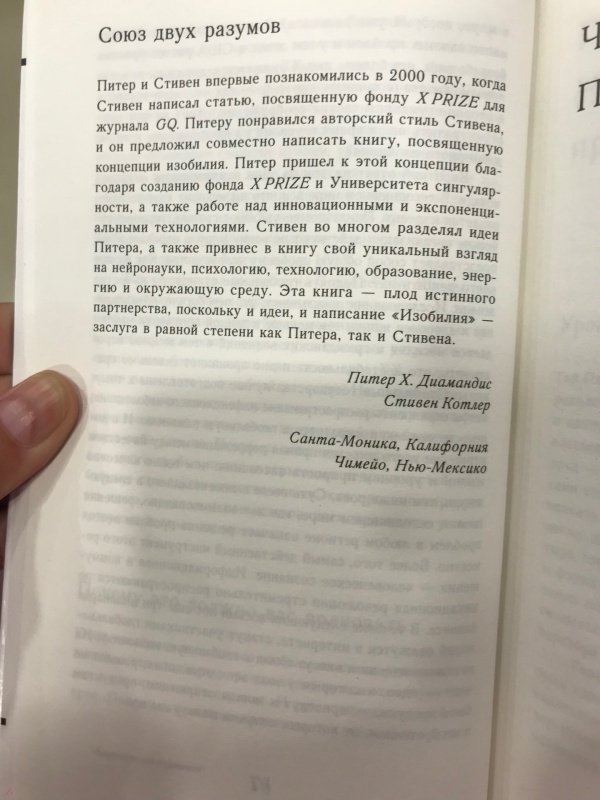 Союз двух разумов
Питер и Стивен впервые познакомились в 2000 году, когда
Стивен написал статью, посвященную фонду X PRIZE для
журнала GQ. Питеру понравился авторский стиль Стивена,
и он предложил совместно написать книгу, посвященную
концепции изобилия. Питер пришел к этой концепции бла-
годаря созданию фонда X PRIZE и Университета сингуляр-
ности, а также работе над инновационными и экспоненци-
альными технологиями. Стивен во многом разделял идеи
Питера, а также привнес в книгу свой уникальный взгляд
на нейронауки, психологию, технологию, образование, энер-
гию и окружающую среду. Эта книга — плод истинного
партнерства, поскольку и идеи, и написание «Изобилия» —
заслуга в равной степени как Питера, так и Стивена.
Питер Х. Диамандис
Стивен Котлер
Санта-Моника, Калифорния
Чимейо, Нью-Мексико